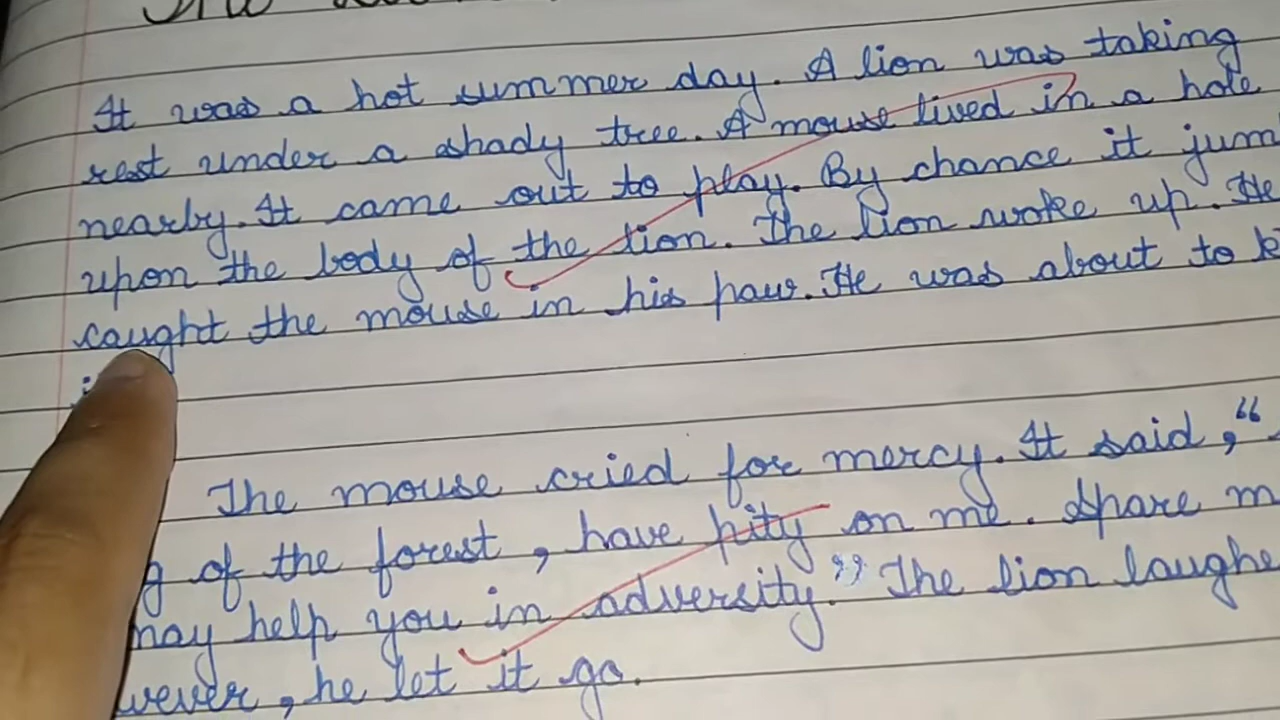 It was a hot summer day. A lion was taking
rest under a shady tree. A mouse lived in a hole
nearby. It came out to play. By chance it jum
upon the body of the lion. The lion woke up. He
caught the mouse in his paw. He was about to k
The mouse cried for mercy. It said, "
g of the forest, have pity on me. Spare m
may help you in adversity." The lion laughe
wever, he let it go.